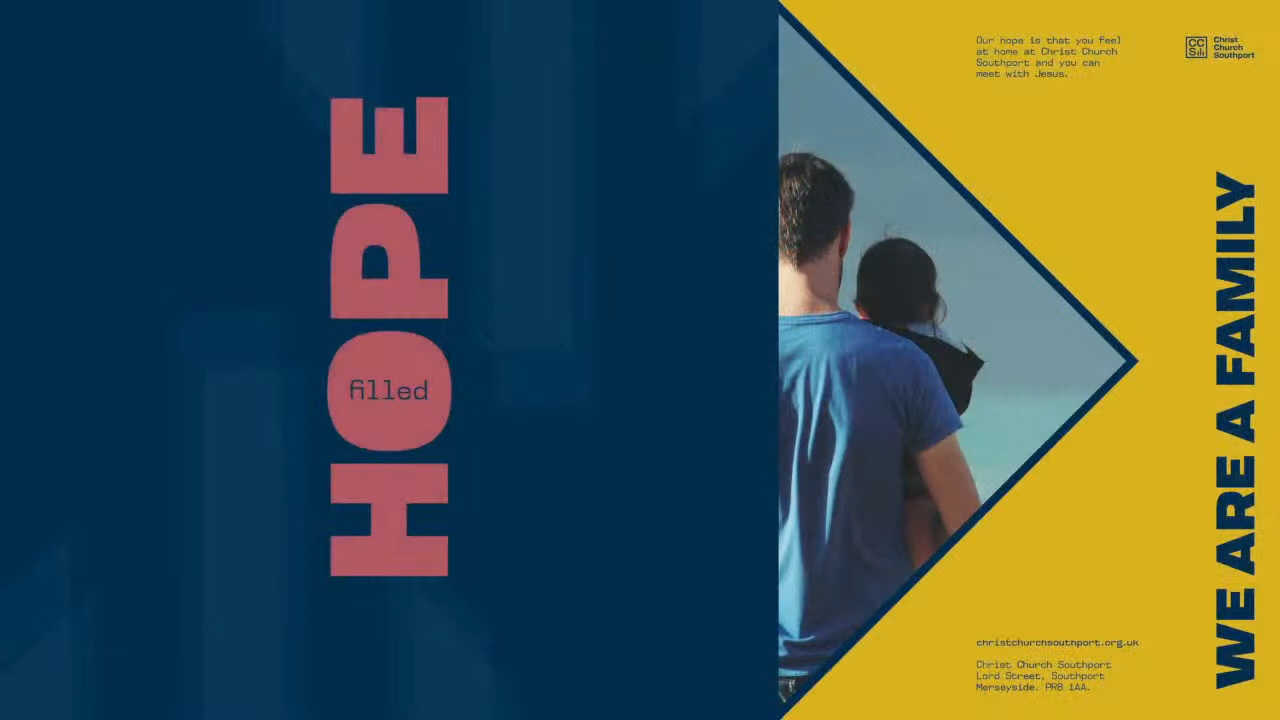 HOPE
filled
Our hope is that you feel
at home at Christ Church
Southport and you can
meet with Jesus.
CC
S
Christ
Church
Southport
WE ARE A FAMILY
christchurchsouthport.org.uk
Christ Church Southport
Lord Street, Southport
Merseyside. PR8 1AA.